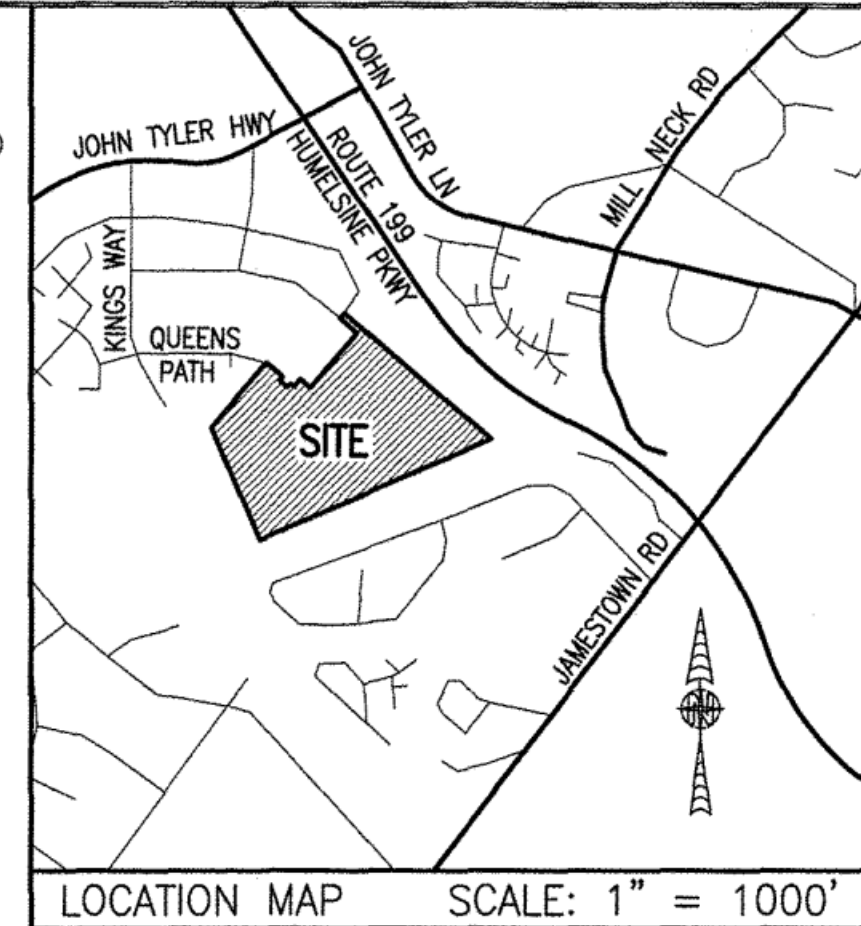 JOHN TYLER HWY
JOHN TYLER LN
ROUTE 199
HUMELSINE PKWY
MILL NECK RD
KINGS WAY
QUEENS
PATH
SITE
JAMESTOWN RD
LOCATION MAP SCALE: 1" = 1000'